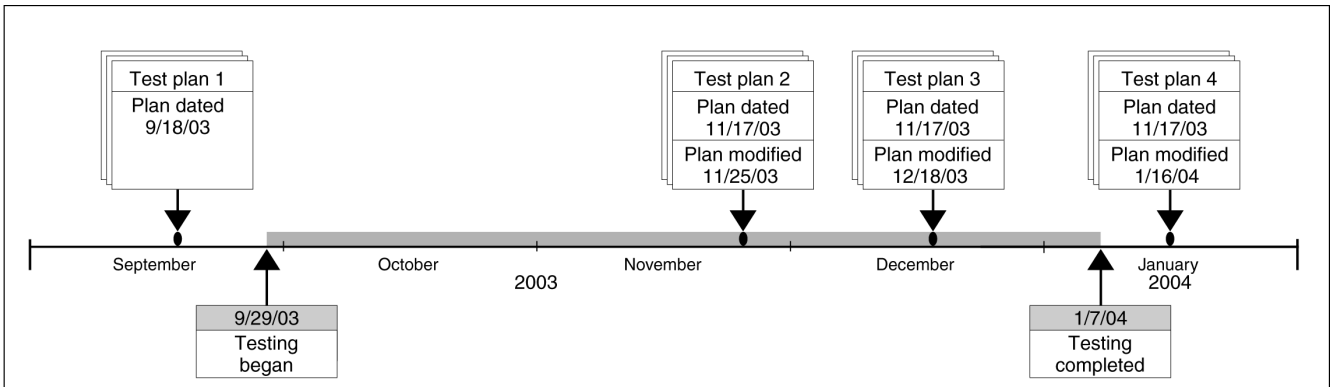 Test plan 1
Plan dated
9/18/03
Test plan 2
Plan dated
11/17/03
Plan modified
11/25/03
Test plan 3
Plan dated
11/17/03
Plan modified
12/18/03
Test plan 4
Plan dated
11/17/03
Plan modified
1/16/04
September
October
November
December
January
2003
2004
9/29/03
Testing
began
1/7/04
Testing
completed